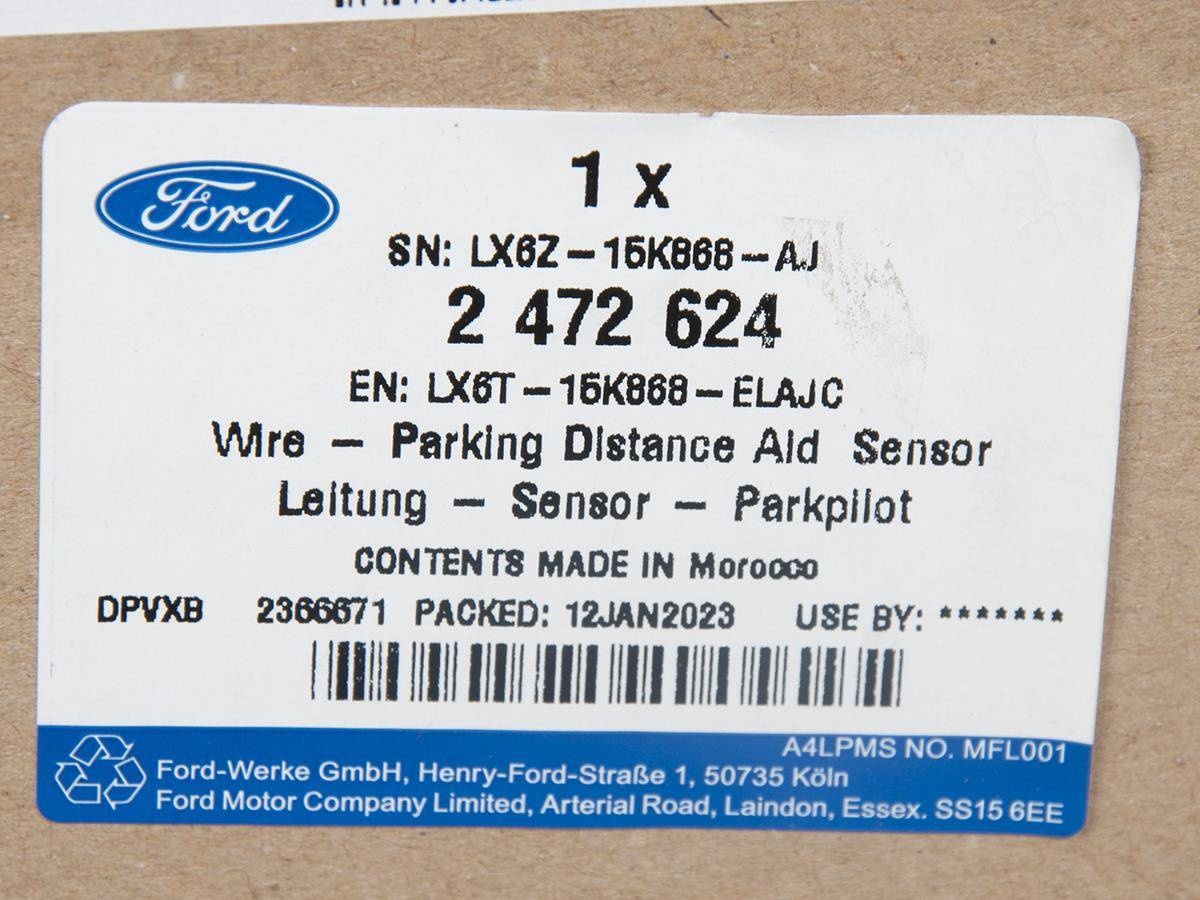 Ford
1 x
SN: LX6Z – 15K868 – AJ
2 472 624
EN: LX6T – 15K868 – ELAJC
Wire – Parking Distance Aid Sensor
Leitung – Sensor – Parkpilot
CONTENTS MADE IN Morocco
DPVXB 2366671 PACKED: 12JAN2023 USE BY: *******
A4LPMS NO. MFL001
Ford-Werke GmbH, Henry-Ford-Straße 1, 50735 Köln
Ford Motor Company Limited, Arterial Road, Laindon, Essex. SS15 6EE